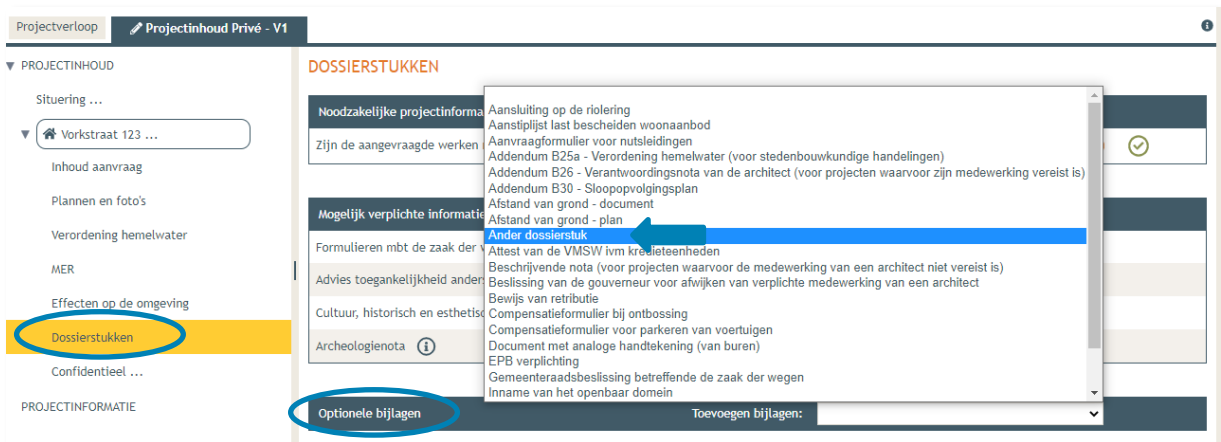 Projectverloop
Projectinhoud Privé - V1
PROJECTINHOUD
Situering ...
Vorkstraat 123 ...
Inhoud aanvraag
Plannen en foto's
Verordening hemelwater
MER
Effecten op de omgeving
Dossierstukken
Confidentieel ...
PROJECTINFORMATIE
DOSSIERSTUKKEN
Noodzakelijke projectinforma
Zijn de aangevraagde werken
Mogelijk verplichte informatie
Formulieren mbt de zaak der
Advies toegankelijkheid anders
Cultuur, historisch en esthetisc
Archeologienota
Aansluiting op de riolering
Aanstiplijst last bescheiden woonaanbod
Aanvraagformulier voor nutsleidingen
Addendum B25a - Verordening hemelwater (voor stedenbouwkundige handelingen)
Addendum B26 - Verantwoordingsnota van de architect (voor projecten waarvoor zijn medewerking vereist is)
Addendum B30 - Sloopopvolgingsplan
Afstand van grond - document
Afstand van grond - plan
Ander dossierstuk
Attest van de VMSW ivm kredieteenheden
Beschrijvende nota (voor projecten waarvoor de medewerking van een architect niet vereist is)
Beslissing van de gouverneur voor afwijken van verplichte medewerking van een architect
Bewijs van retributie
Compensatieformulier bij ontbossing
Compensatieformulier voor parkeren van voertuigen
Document met analoge handtekening (van buren)
EPB verplichting
Gemeenteraadsbeslissing betreffende de zaak der wegen
Inname van het openbaar domein
Optionele bijlagen
Toevoegen bijlagen: